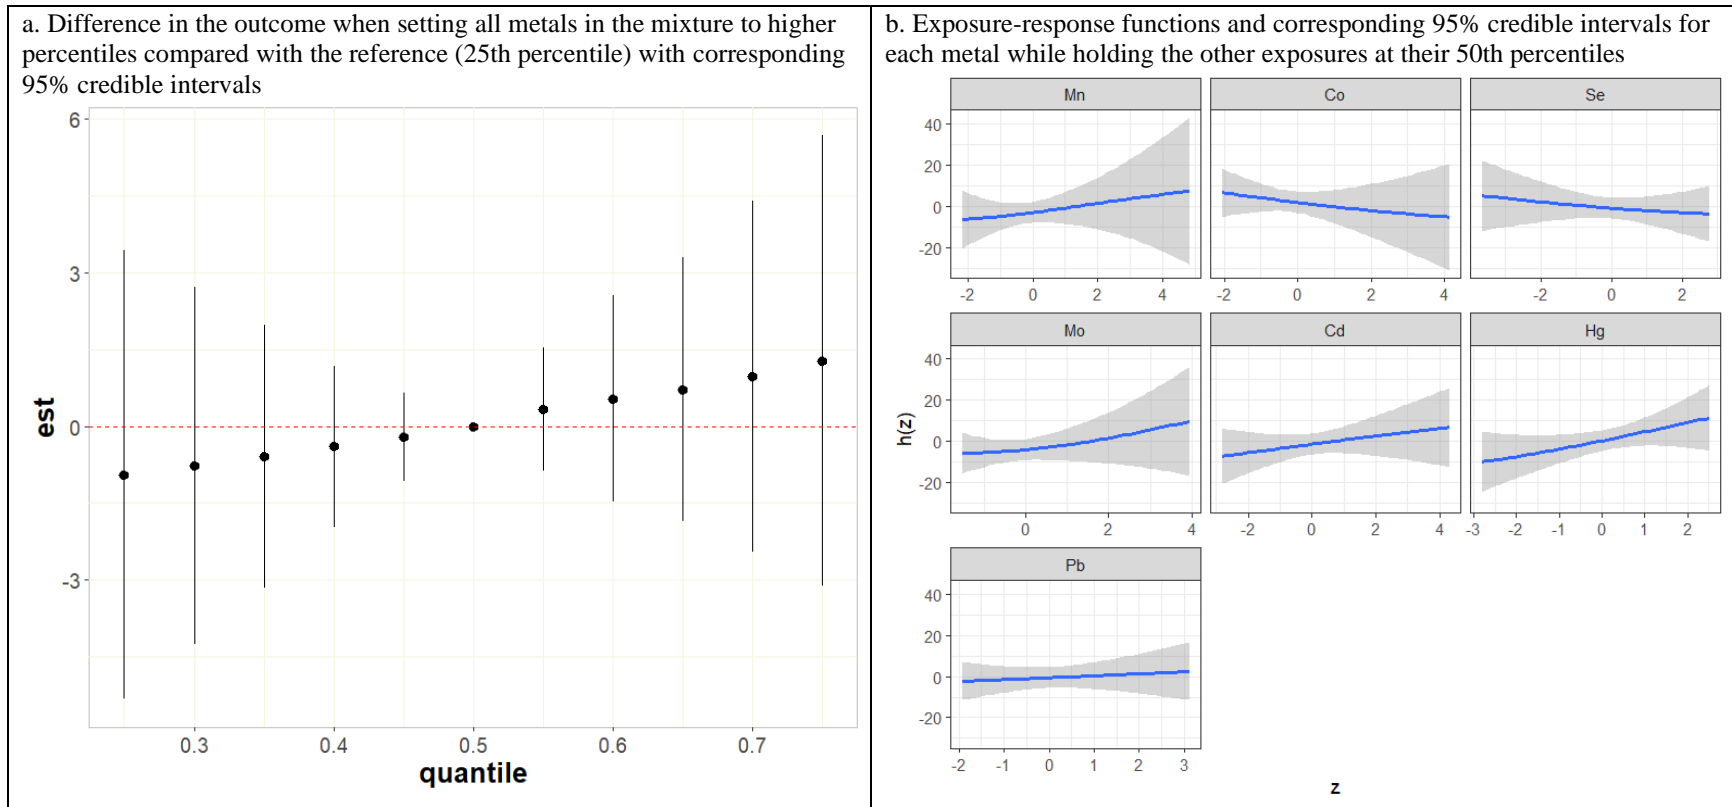 a. Difference in the outcome when setting all metals in the mixture to higher
percentiles compared with the reference (25th percentile) with corresponding
95% credible intervals
6
3
0
-3
est
0.3 0.4 0.5 0.6 0.7
quantile
b. Exposure-response functions and corresponding 95% credible intervals for
each metal while holding the other exposures at their 50th percentiles
Mn Co Se
40
20
0
-20
-2 0 2 4 -2 0 2 4 -2 0 2
Mo Cd Hg
40
20
0
-20
h(z)
0 2 4 -2 0 2 4 -3 -2 -1 0 1 2
Pb
40
20
0
-20
-2 -1 0 1 2 3
z